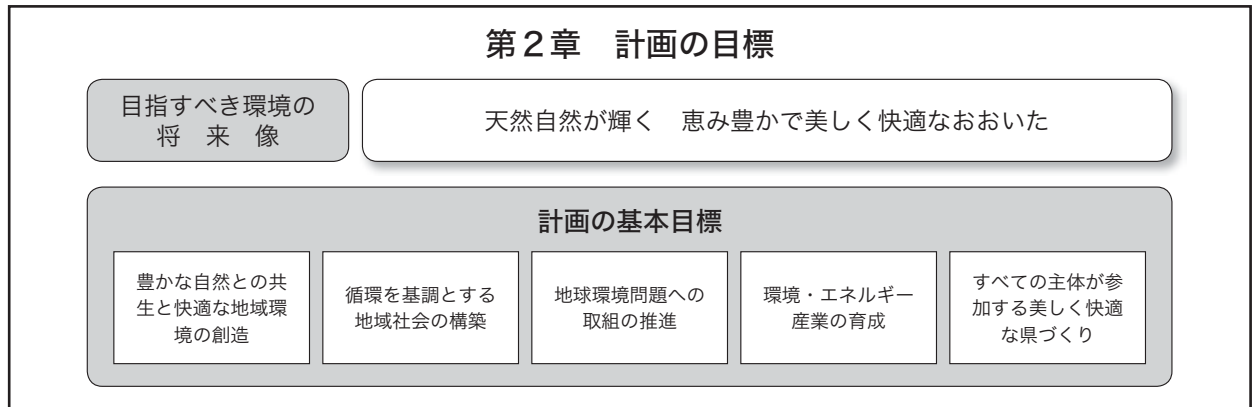 第2章　計画の目標
目指すべき環境の
将　来　像
天然自然が輝く　恵み豊かで美しく快適なおおいた
計画の基本目標
豊かな自然との共
生と快適な地域環
境の創造
循環を基調とする
地域社会の構築
地球環境問題への
取組の推進
環境・エネルギー
産業の育成
すべての主体が参
加する美しく快適
な県づくり